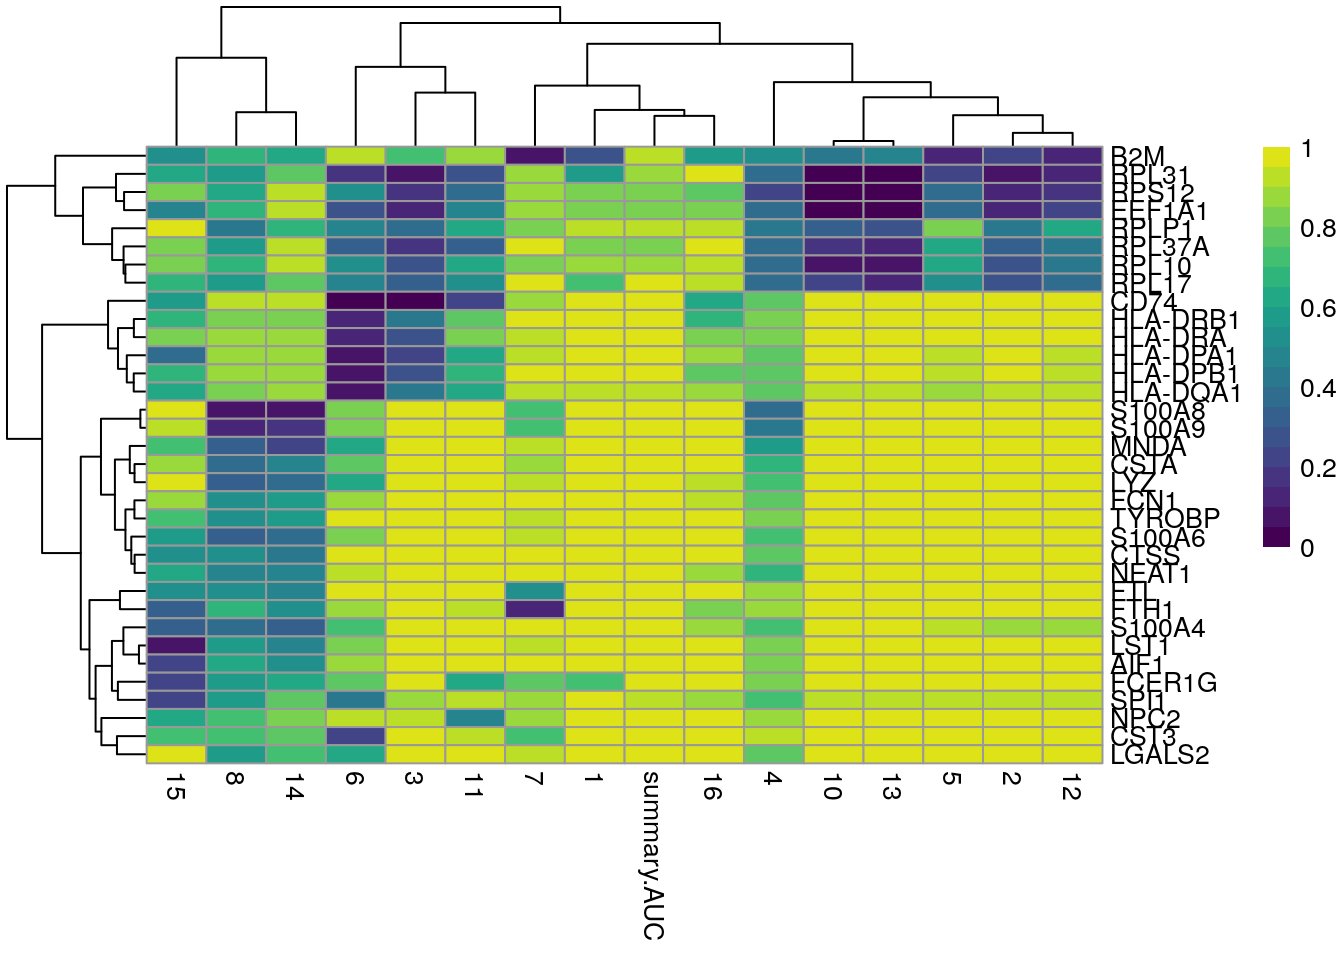 B2M
RPL31
RPS12
EEF1A1
RPLP1
RPL37A
RPL10
RPL17
CD74
HLA-DRB1
HLA-DRA
HLA-DPA1
HLA-DPB1
HLA-DQA1
S100A8
S100A9
MNDA
CSTA
LYZ
FCN1
TYROBP
S100A6
CTSS
NEAT1
FTL
FTH1
S100A4
LST1
AIF1
FCER1G
SPI1
NPC2
CST3
LGALS2
1
0.8
0.6
0.4
0.2
0
15 8 14 6 3 11 7 1 summary.AUC 16 4 10 13 5 2 12